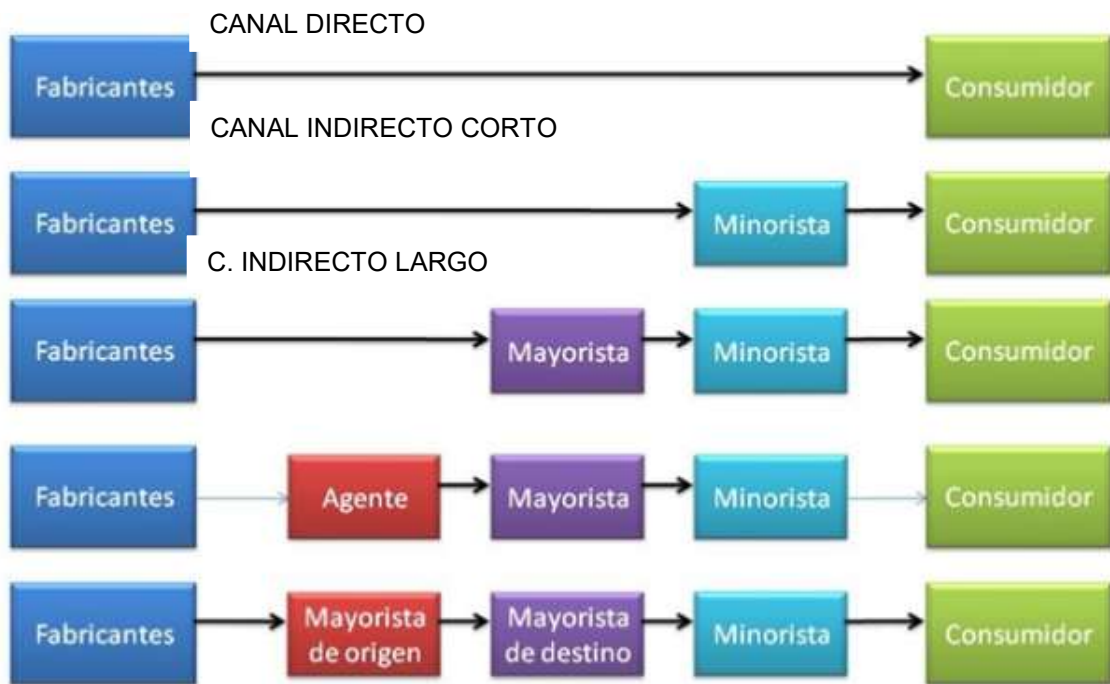 CANAL DIRECTO
Fabricantes
Consumidor
CANAL INDIRECTO CORTO
Fabricantes
Minorista
Consumidor
C. INDIRECTO LARGO
Fabricantes
Mayorista
Minorista
Consumidor
Fabricantes
Agente
Mayorista
Minorista
Consumidor
Fabricantes
Mayorista
de origen
Mayorista
de destino
Minorista
Consumidor